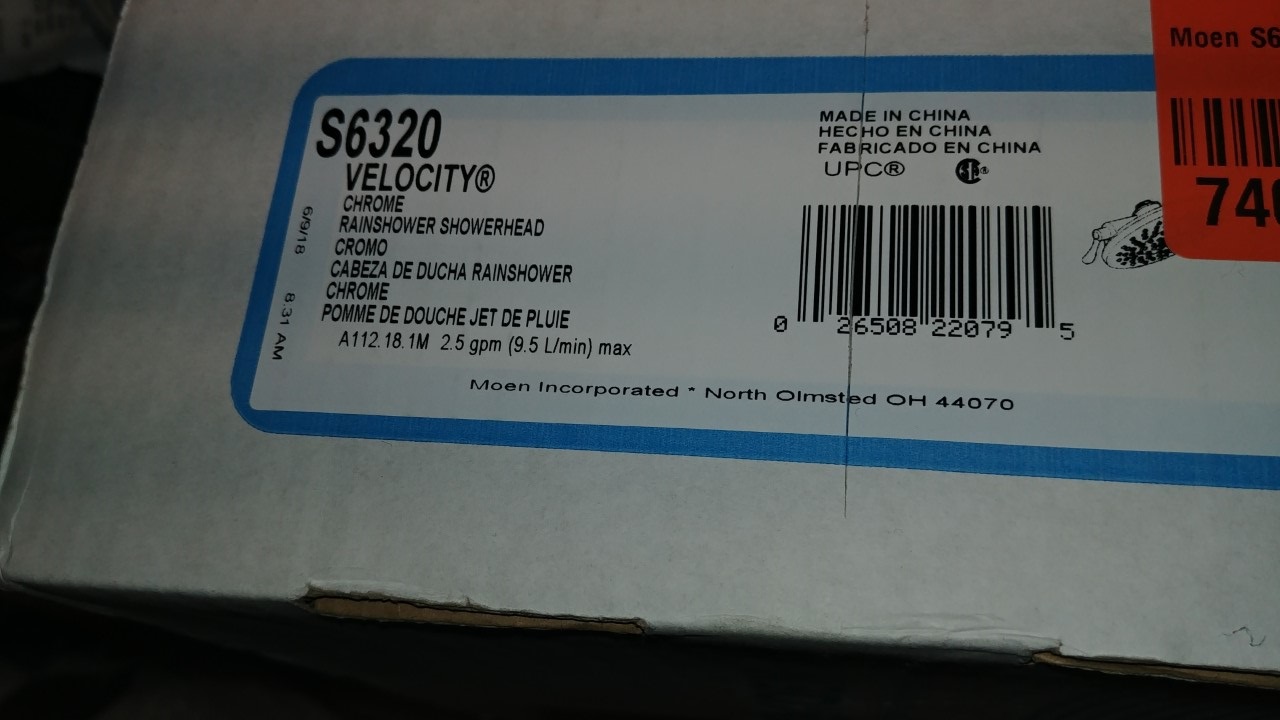 S6320
VELOCITY®
CHROME
RAINSHOWER SHOWERHEAD
CROMO
CABEZA DE DUCHA RAINSHOWER
CHROME
POMME DE DOUCHE JET DE PLUIE
A112.18.1M 2.5 gpm (9.5 L/min) max
6/9/18 8:31 AM
MADE IN CHINA
HECHO EN CHINA
FABRICADO EN CHINA
UPC®
0 26508 22079 5
Moen Incorporated * North Olmsted OH 44070
Moen S6
74